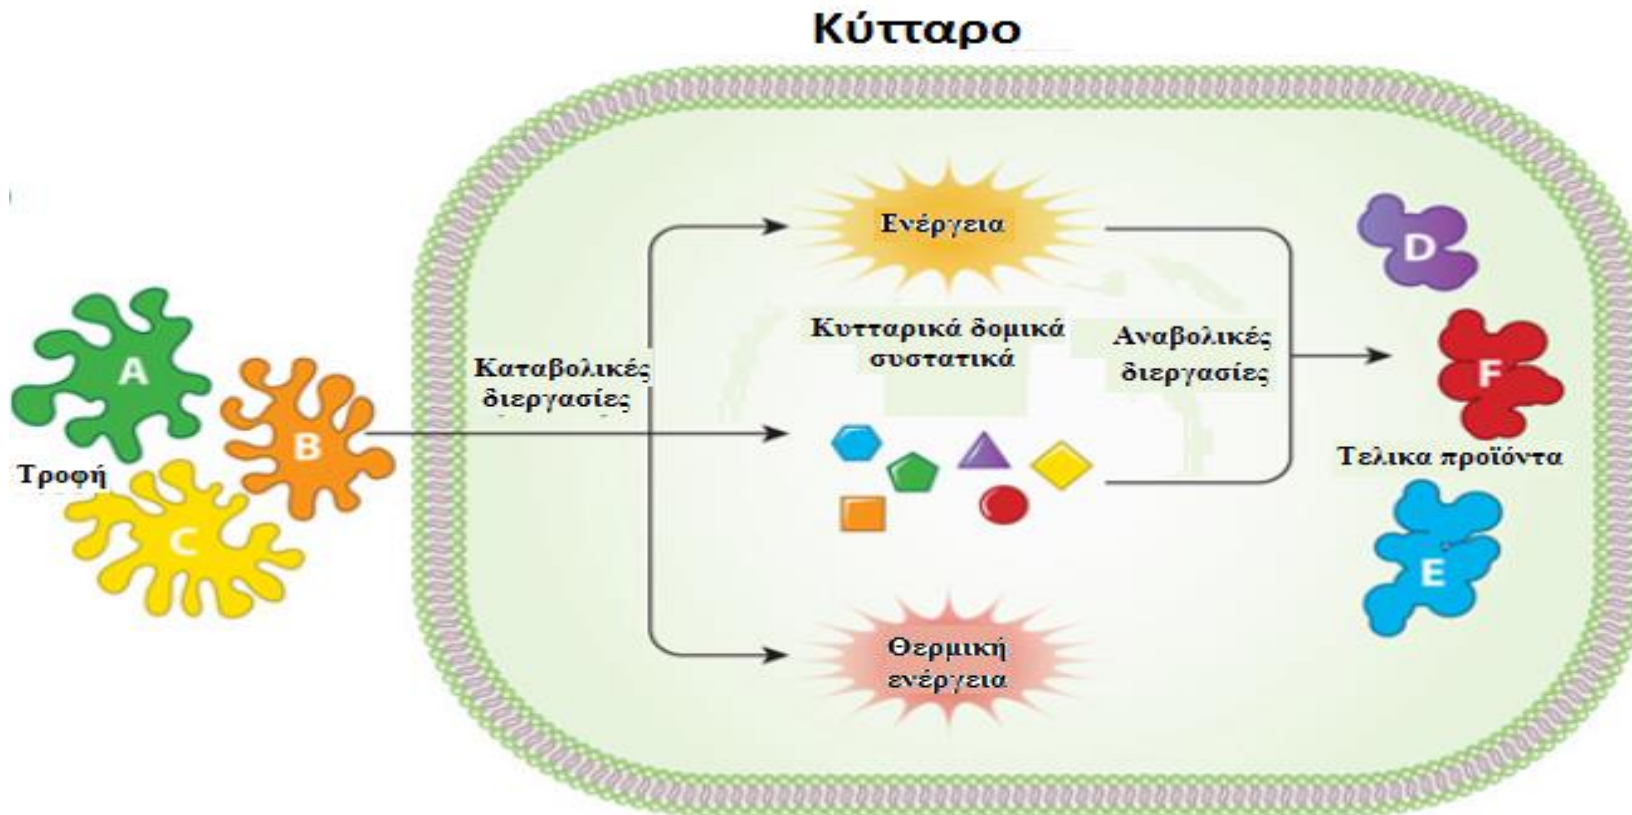 Κύτταρο
Ενέργεια
Κυτταρικά δομικά
συστατικά
Αναβολικές
διεργασίες
Καταβολικές
διεργασίες
A
B
C
Τροφή
D
F
Τελικα προϊόντα
E
Θερμική
ενέργεια